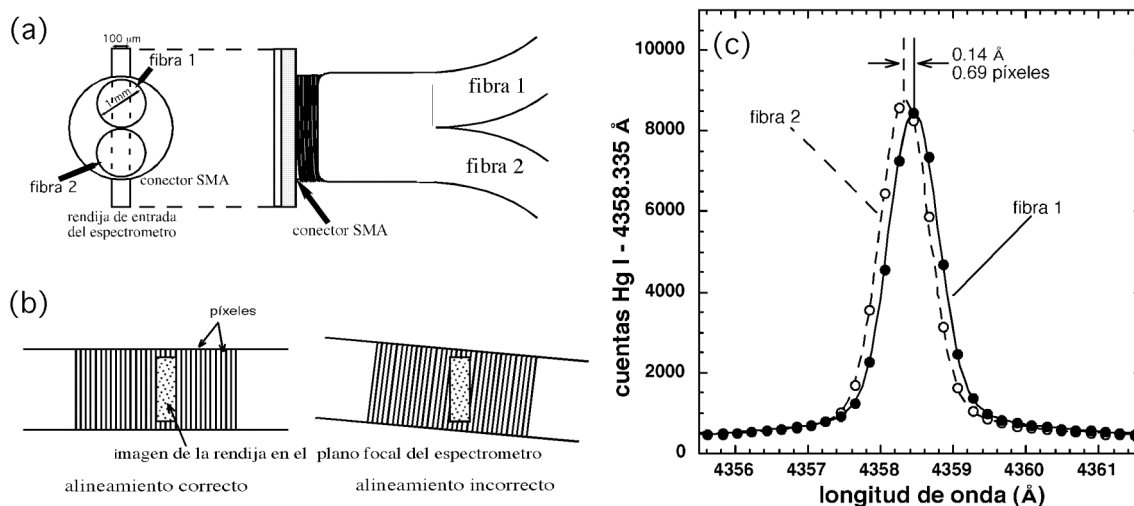 (a)
100 µm
fibra 1
1 mm
fibra 2
conector SMA
rendija de entrada
del espectrometro
fibra 1
fibra 2
conector SMA
(b)
píxeles
imagen de la rendija en el plano focal del espectrometro
alineamiento correcto
alineamiento incorrecto
(c)
cuentas Hg I - 4358.335 Å
10000
8000
6000
4000
2000
0
0.14 Å
0.69 píxeles
fibra 2
fibra 1
4356 4357 4358 4359 4360 4361
longitud de onda (Å)